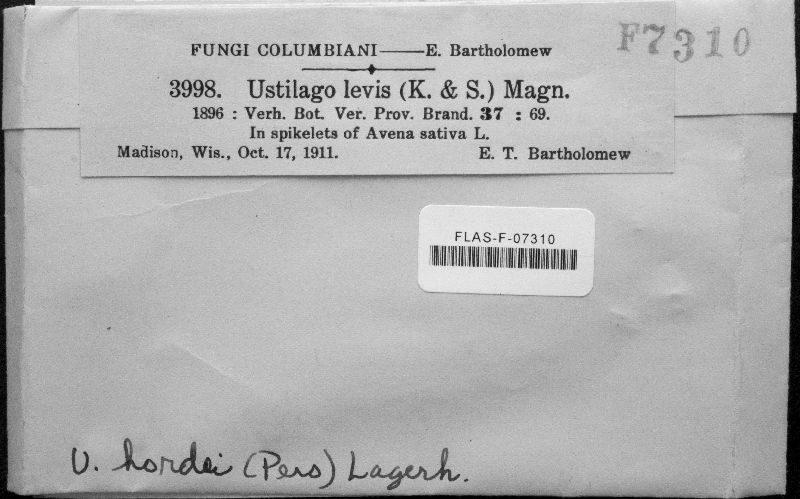 F7310
FUNGI COLUMBIANI——E. Bartholomew
3998. Ustilago levis (K. & S.) Magn.
1896 : Verh. Bot. Ver. Prov. Brand. 37 : 69.
In spikelets of Avena sativa L.
Madison, Wis., Oct. 17, 1911. E. T. Bartholomew
FLAS-F-07310
U. hordei (Pers) Lagerh.